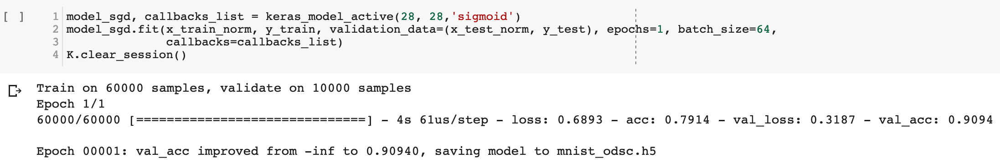 [ ] 1 model_sgd, callbacks_list = keras_model_active(28, 28,'sigmoid')
2 model_sgd.fit(x_train_norm, y_train, validation_data=(x_test_norm, y_test), epochs=1, batch_size=64,
3 callbacks=callbacks_list)
4 K.clear_session()
Train on 60000 samples, validate on 10000 samples
Epoch 1/1
60000/60000 [==============================] - 4s 61us/step - loss: 0.6893 - acc: 0.7914 - val_loss: 0.3187 - val_acc: 0.9094
Epoch 00001: val_acc improved from -inf to 0.90940, saving model to mnist_odsc.h5